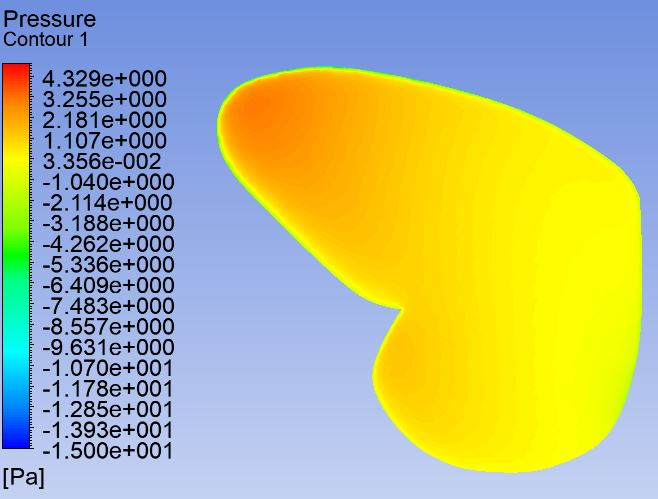 Pressure
Contour 1
4.329e+000
3.255e+000
2.181e+000
1.107e+000
3.356e-002
-1.040e+000
-2.114e+000
-3.188e+000
-4.262e+000
-5.336e+000
-6.409e+000
-7.483e+000
-8.557e+000
-9.631e+000
-1.070e+001
-1.178e+001
-1.285e+001
-1.393e+001
-1.500e+001
[Pa]